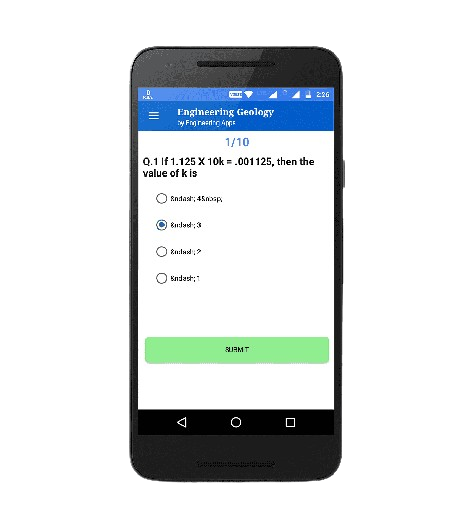 2:26
Engineering Geology
by Engineering Apps
1/10
Q.1 If 1.125 X 10k = .001125, then the
value of k is
&ndash; 4&nbsp;
&ndash; 3
&ndash; 2
&ndash; 1
SUBMIT